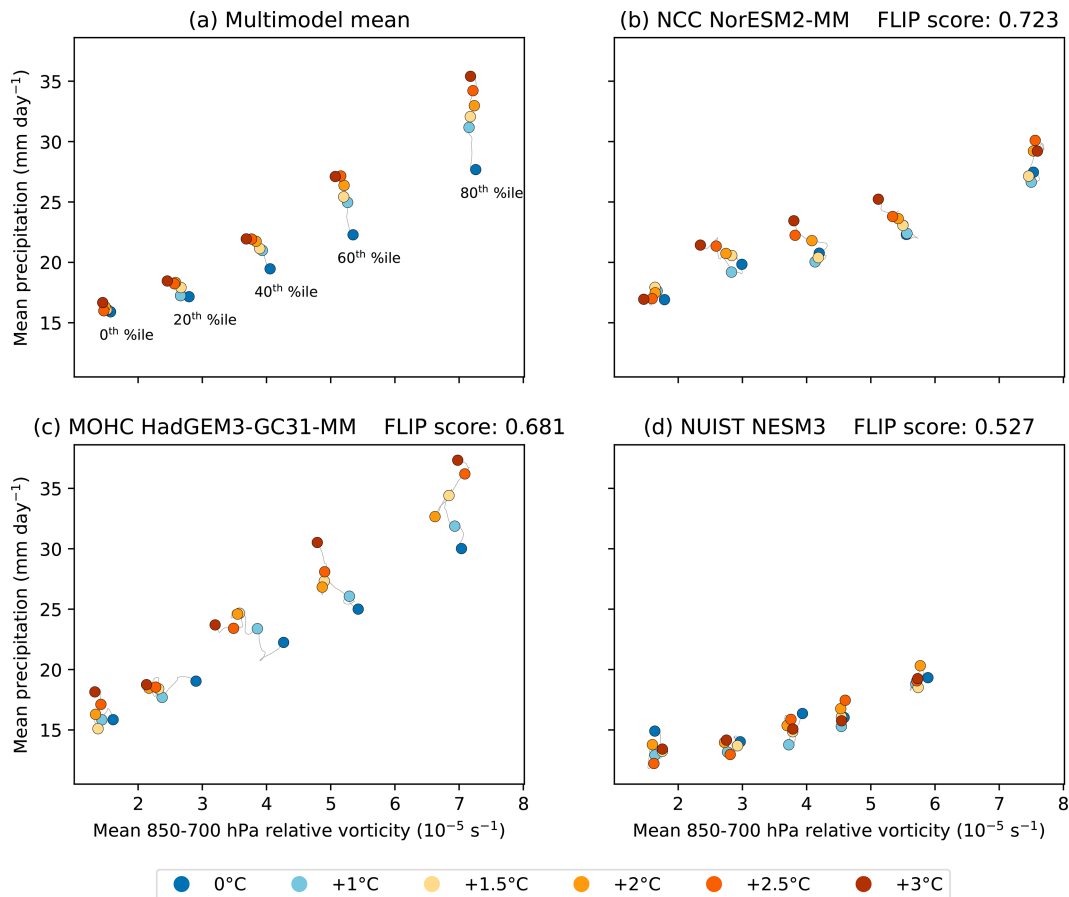 (a) Multimodel mean
(b) NCC NorESM2-MM FLIP score: 0.723
Mean precipitation (mm day⁻¹)
35
30
25
20
15
80ᵗʰ %ile
60ᵗʰ %ile
40ᵗʰ %ile
20ᵗʰ %ile
0ᵗʰ %ile
(c) MOHC HadGEM3-GC31-MM FLIP score: 0.681
(d) NUIST NESM3 FLIP score: 0.527
Mean precipitation (mm day⁻¹)
35
30
25
20
15
2 3 4 5 6 7 8
2 3 4 5 6 7 8
Mean 850-700 hPa relative vorticity (10⁻⁵ s⁻¹)
Mean 850-700 hPa relative vorticity (10⁻⁵ s⁻¹)
0°C +1°C +1.5°C +2°C +2.5°C +3°C